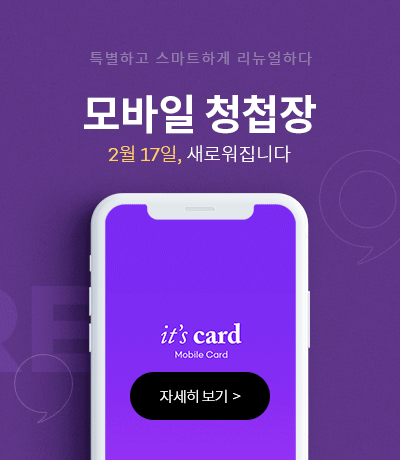 특별하고 스마트하게 리뉴얼하다
모바일 청첩장
2월 17일, 새로워집니다
RE
it's card
Mobile Card
자세히 보기 >